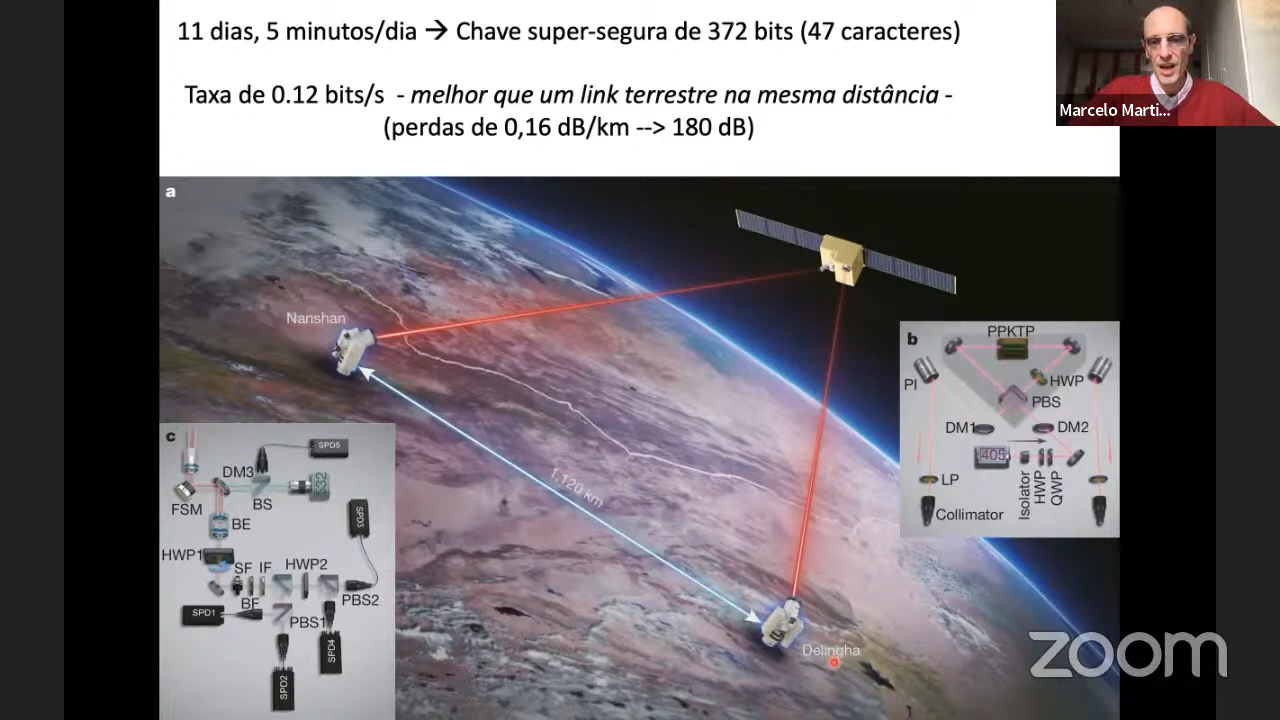 11 dias, 5 minutos/dia → Chave super-segura de 372 bits (47 caracteres)
Taxa de 0.12 bits/s - melhor que um link terrestre na mesma distância -
(perdas de 0,16 dB/km --> 180 dB)
Marcelo Marti...
a
Nanshan
1,120 km
Delingha
b
PPKTP
PI
HWP
PBS
DM1
DM2
405
LP
Isolator
HWP
QWP
Collimator
c
SPD5
DM3
532
FSM
BS
BE
SPD3
HWP1
SF
IF
HWP2
BF
PBS2
SPD1
PBS1
SPD4
SPD2
zoom